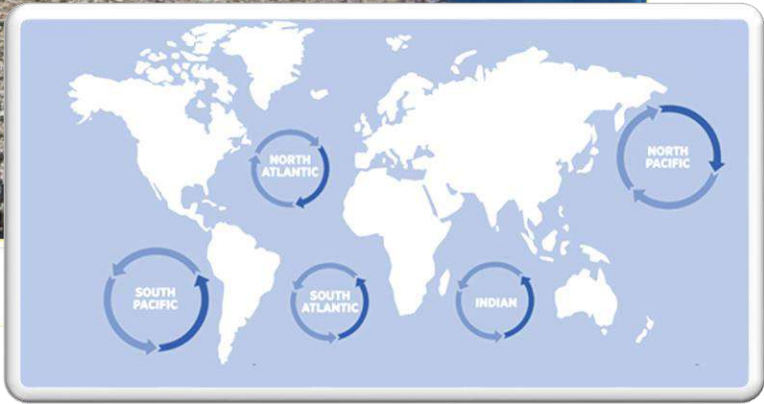 NORTH
ATLANTIC
NORTH
PACIFIC
SOUTH
PACIFIC
SOUTH
ATLANTIC
INDIAN